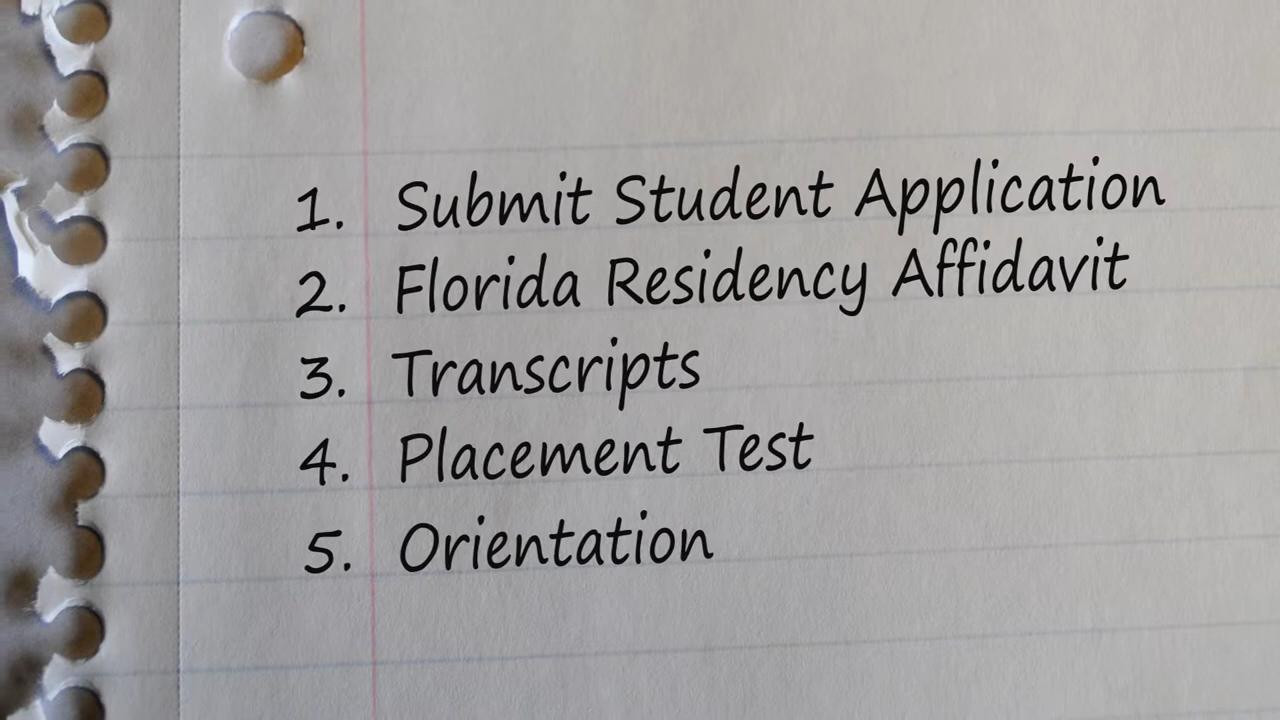 1. Submit Student Application
2. Florida Residency Affidavit
3. Transcripts
4. Placement Test
5. Orientation